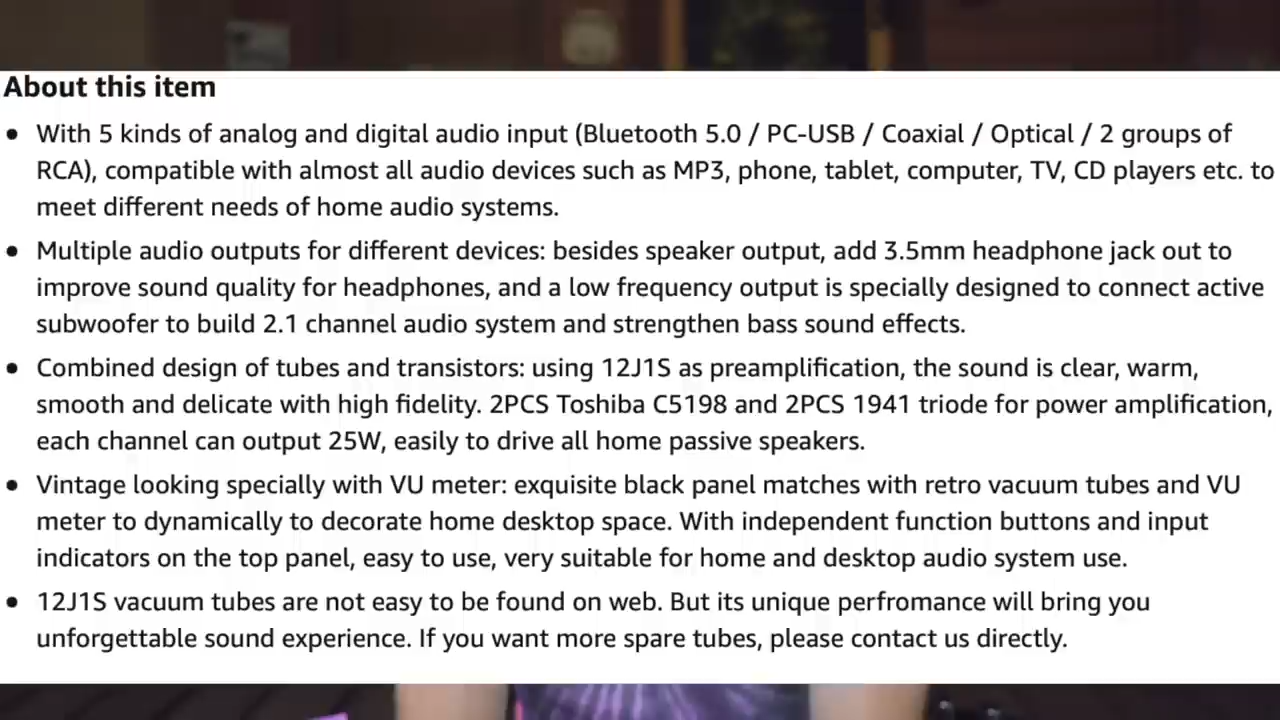 About this item
• With 5 kinds of analog and digital audio input (Bluetooth 5.0 / PC-USB / Coaxial / Optical / 2 groups of
RCA), compatible with almost all audio devices such as MP3, phone, tablet, computer, TV, CD players etc. to
meet different needs of home audio systems.
• Multiple audio outputs for different devices: besides speaker output, add 3.5mm headphone jack out to
improve sound quality for headphones, and a low frequency output is specially designed to connect active
subwoofer to build 2.1 channel audio system and strengthen bass sound effects.
• Combined design of tubes and transistors: using 12J1S as preamplification, the sound is clear, warm,
smooth and delicate with high fidelity. 2PCS Toshiba C5198 and 2PCS 1941 triode for power amplification,
each channel can output 25W, easily to drive all home passive speakers.
• Vintage looking specially with VU meter: exquisite black panel matches with retro vacuum tubes and VU
meter to dynamically to decorate home desktop space. With independent function buttons and input
indicators on the top panel, easy to use, very suitable for home and desktop audio system use.
• 12J1S vacuum tubes are not easy to be found on web. But its unique perfromance will bring you
unforgettable sound experience. If you want more spare tubes, please contact us directly.